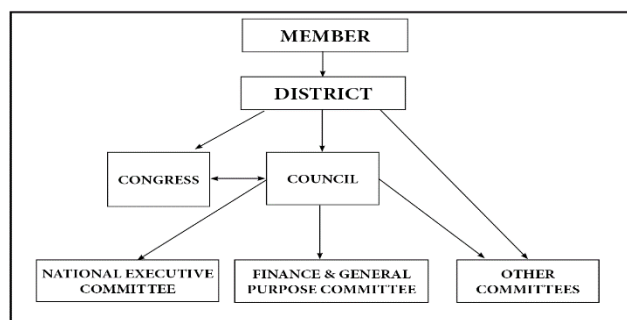 MEMBER
DISTRICT
CONGRESS
COUNCIL
NATIONAL EXECUTIVE
COMMITTEE
FINANCE & GENERAL
PURPOSE COMMITTEE
OTHER
COMMITTEES